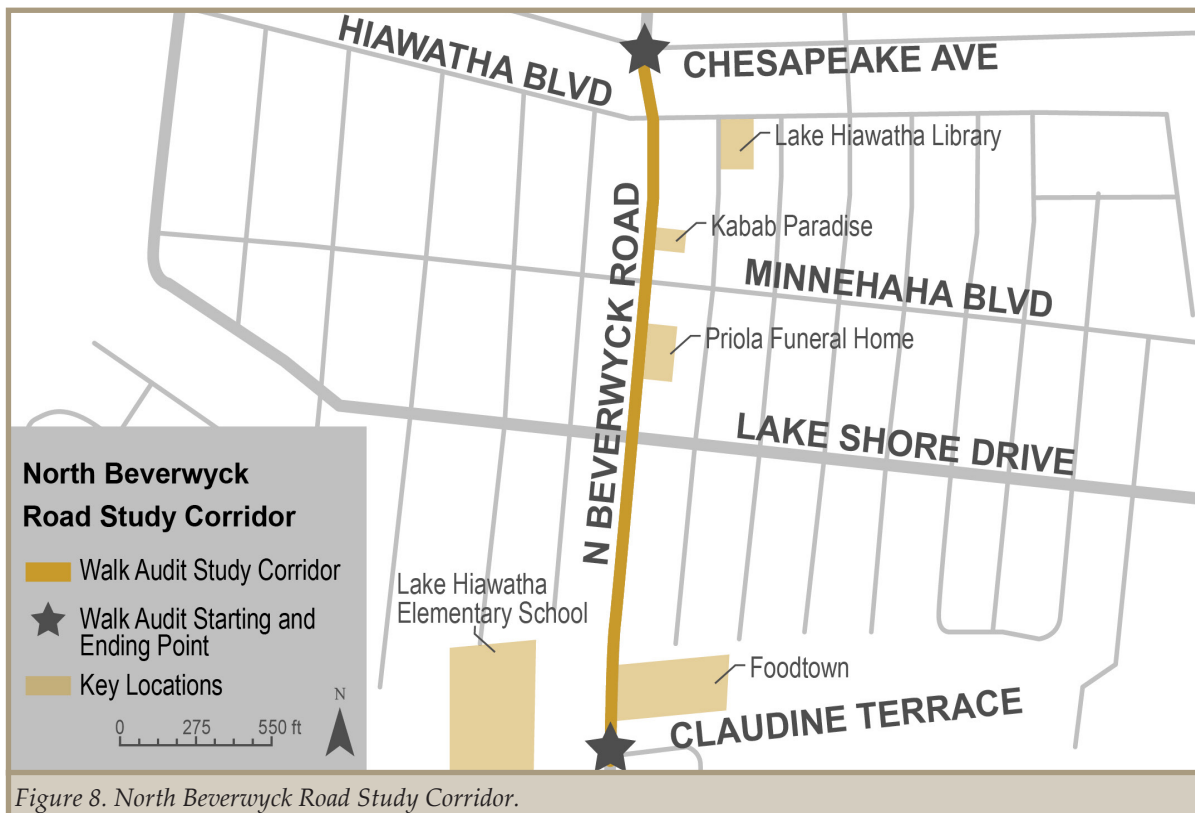 HIAWATHA BLVD
CHESAPEAKE AVE
Lake Hiawatha Library
Kabab Paradise
N BEVERWYCK ROAD
MINNEHAHA BLVD
Priola Funeral Home
LAKE SHORE DRIVE
North Beverwyck
Road Study Corridor
Walk Audit Study Corridor
Walk Audit Starting and
Ending Point
Key Locations
N
0 275 550 ft
Lake Hiawatha
Elementary School
Foodtown
CLAUDINE TERRACE
Figure 8. North Beverwyck Road Study Corridor.